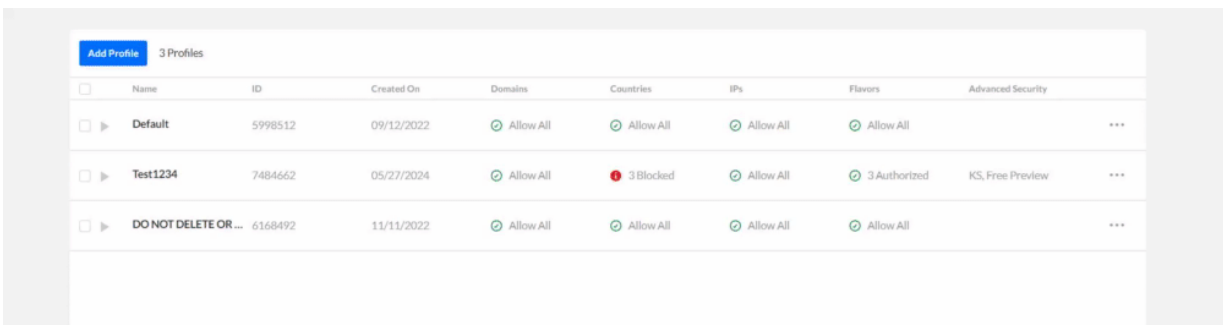 Add Profile 3 Profiles
Name ID Created On Domains Countries IPs Flavors Advanced Security
Default 5998512 09/12/2022 Allow All Allow All Allow All Allow All
Test1234 7484662 05/27/2024 Allow All 3 Blocked Allow All 3 Authorized KS, Free Preview
DO NOT DELETE OR ... 6168492 11/11/2022 Allow All Allow All Allow All Allow All